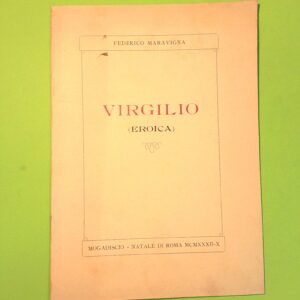 FEDERICO MARAVIGNA
VIRGILIO
(EROICA)
MOGADISCIO - NATALE DI ROMA MCMXXXII-X